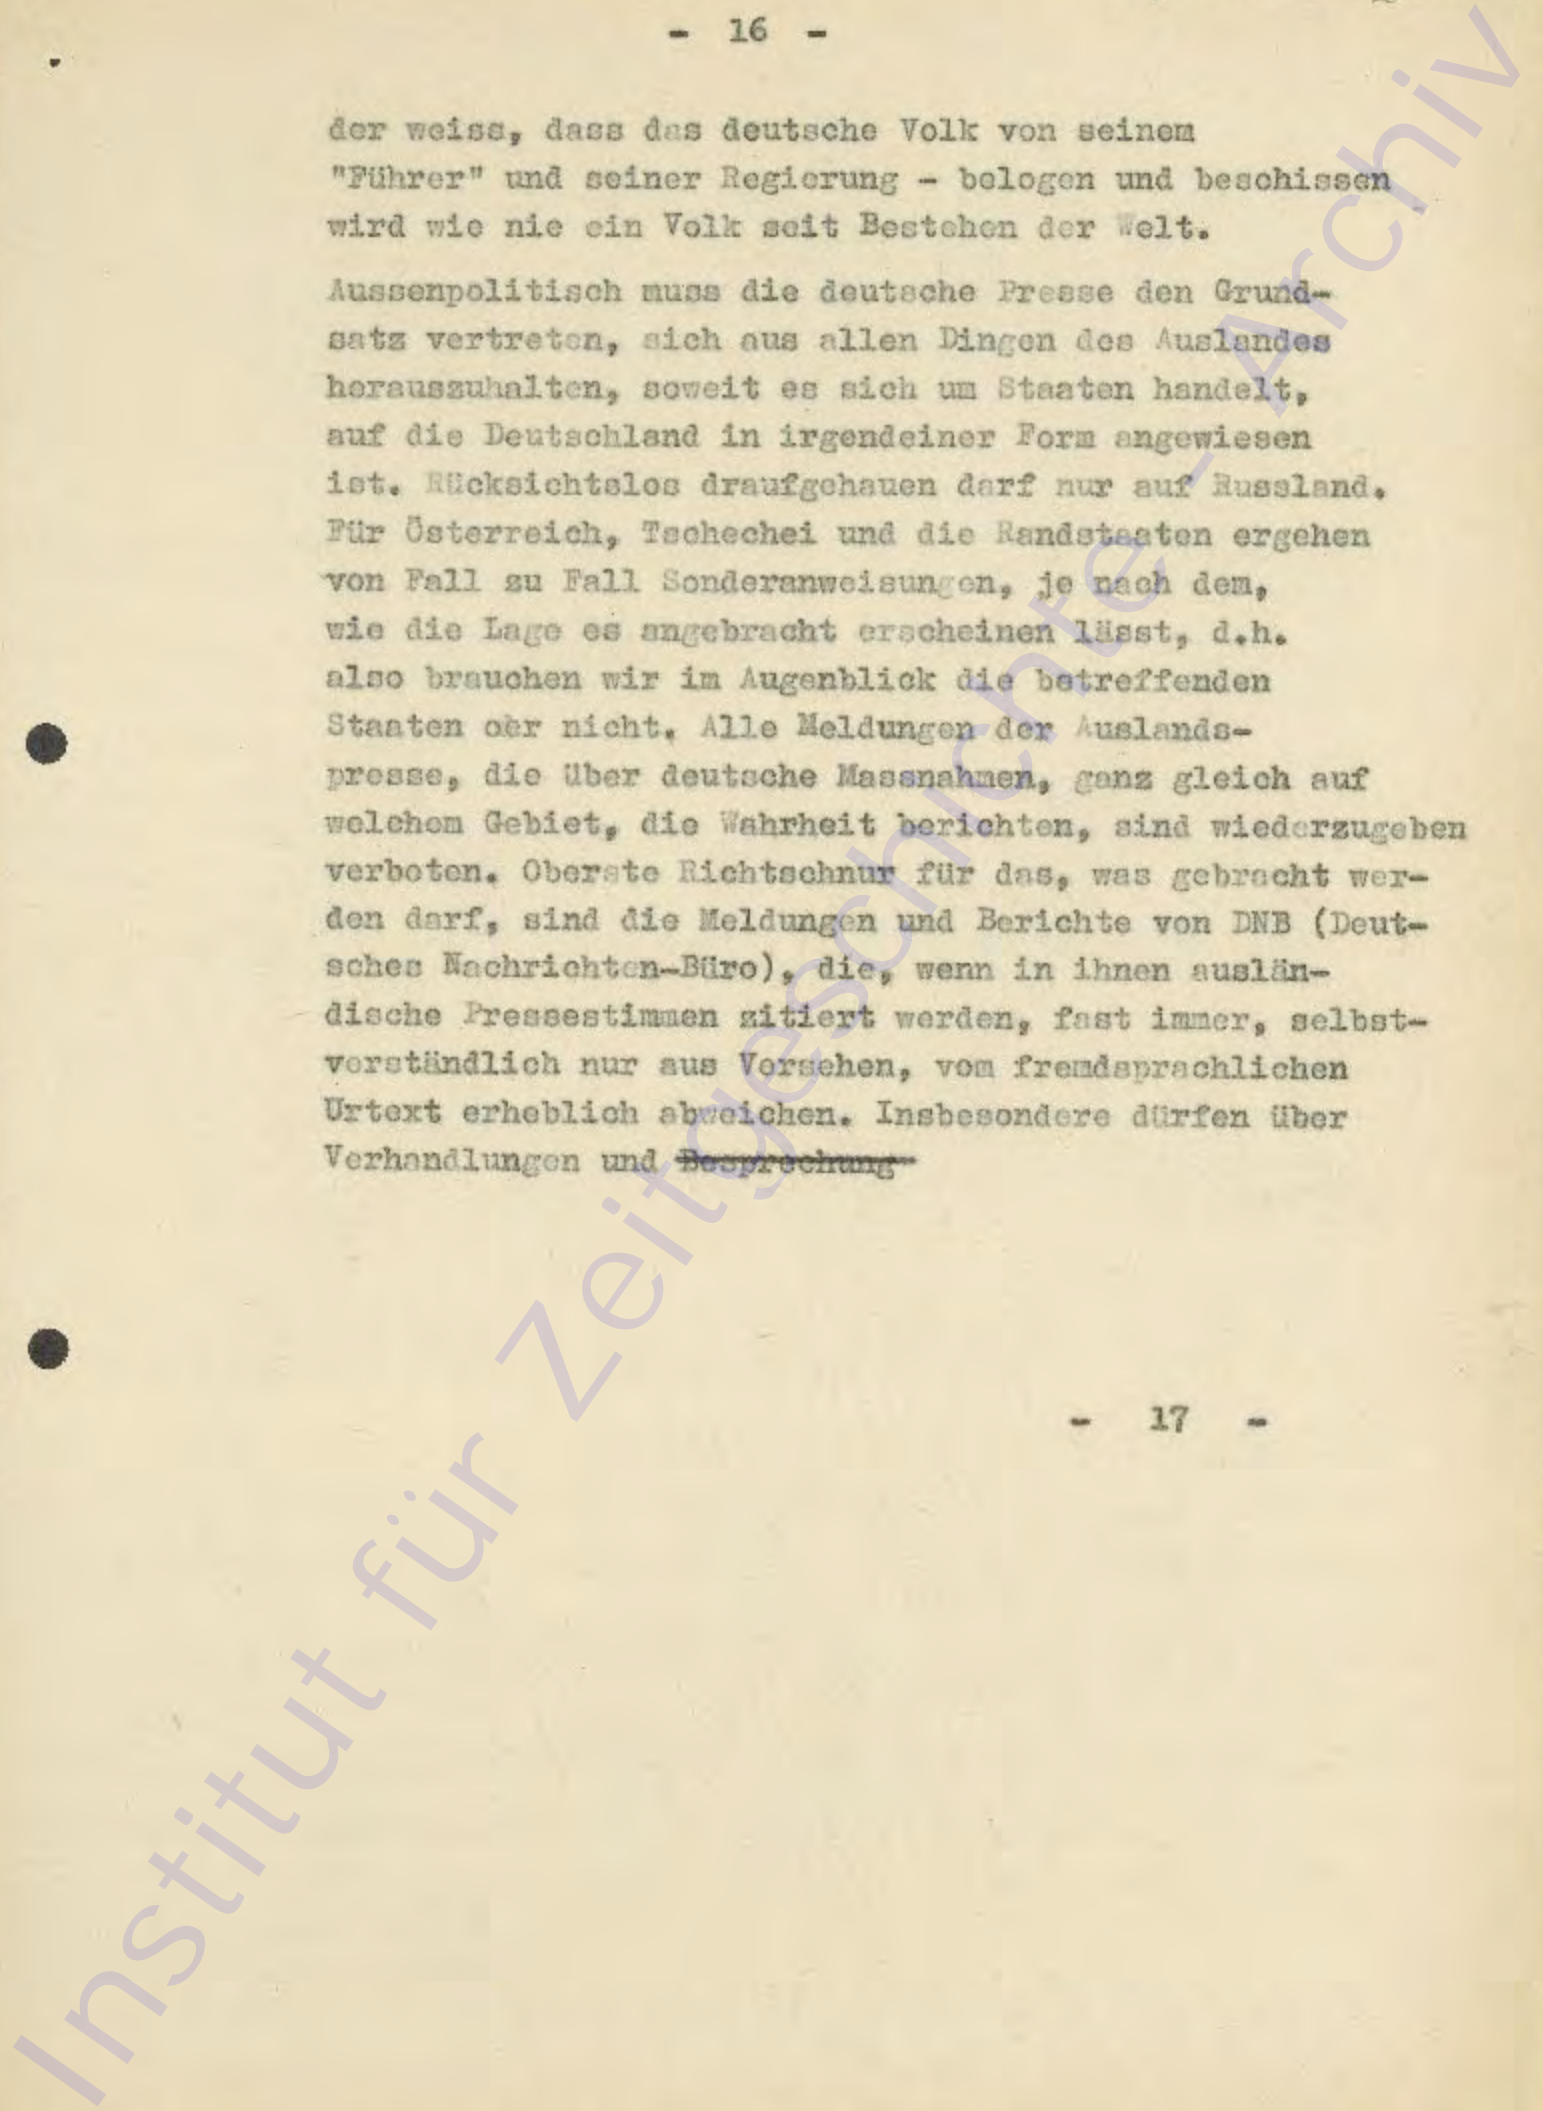 - 16 -
der weiss, dass das deutsche Volk von seinem
"Führer" und seiner Regierung - belogen und beschissen
wird wie nie ein Volk seit Bestehen der Welt.
Aussenpolitisch muss die deutsche Presse den Grund-
satz vertreten, sich aus allen Dingen des Auslandes
herauszuhalten, soweit es sich um Staaten handelt,
auf die Deutschland in irgendeiner Form angewiesen
ist. Rücksichtslos draufgehauen darf nur auf Russland.
Für Österreich, Tschechei und die Randstaaten ergehen
von Fall zu Fall Sonderanweisungen, je nach dem,
wie die Lage es angebracht erscheinen lässt, d.h.
also brauchen wir im Augenblick die betreffenden
Staaten oer nicht. Alle Meldungen der Auslands-
presse, die über deutsche Massnahmen, ganz gleich auf
welchem Gebiet, die Wahrheit berichten, sind wiederzugeben
verboten. Oberste Richtschnur für das, was gebracht wer-
den darf, sind die Meldungen und Berichte von DNB (Deut-
sches Nachrichten-Büro), die, wenn in ihnen auslän-
dische Pressestimmen zitiert werden, fast immer, selbst-
verständlich nur aus Versehen, vom fremdsprachlichen
Urtext erheblich abweichen. Insbesondere dürfen über
Verhandlungen und Besprechung
- 17 -
Institut für Zeitgeschichte - Archiv